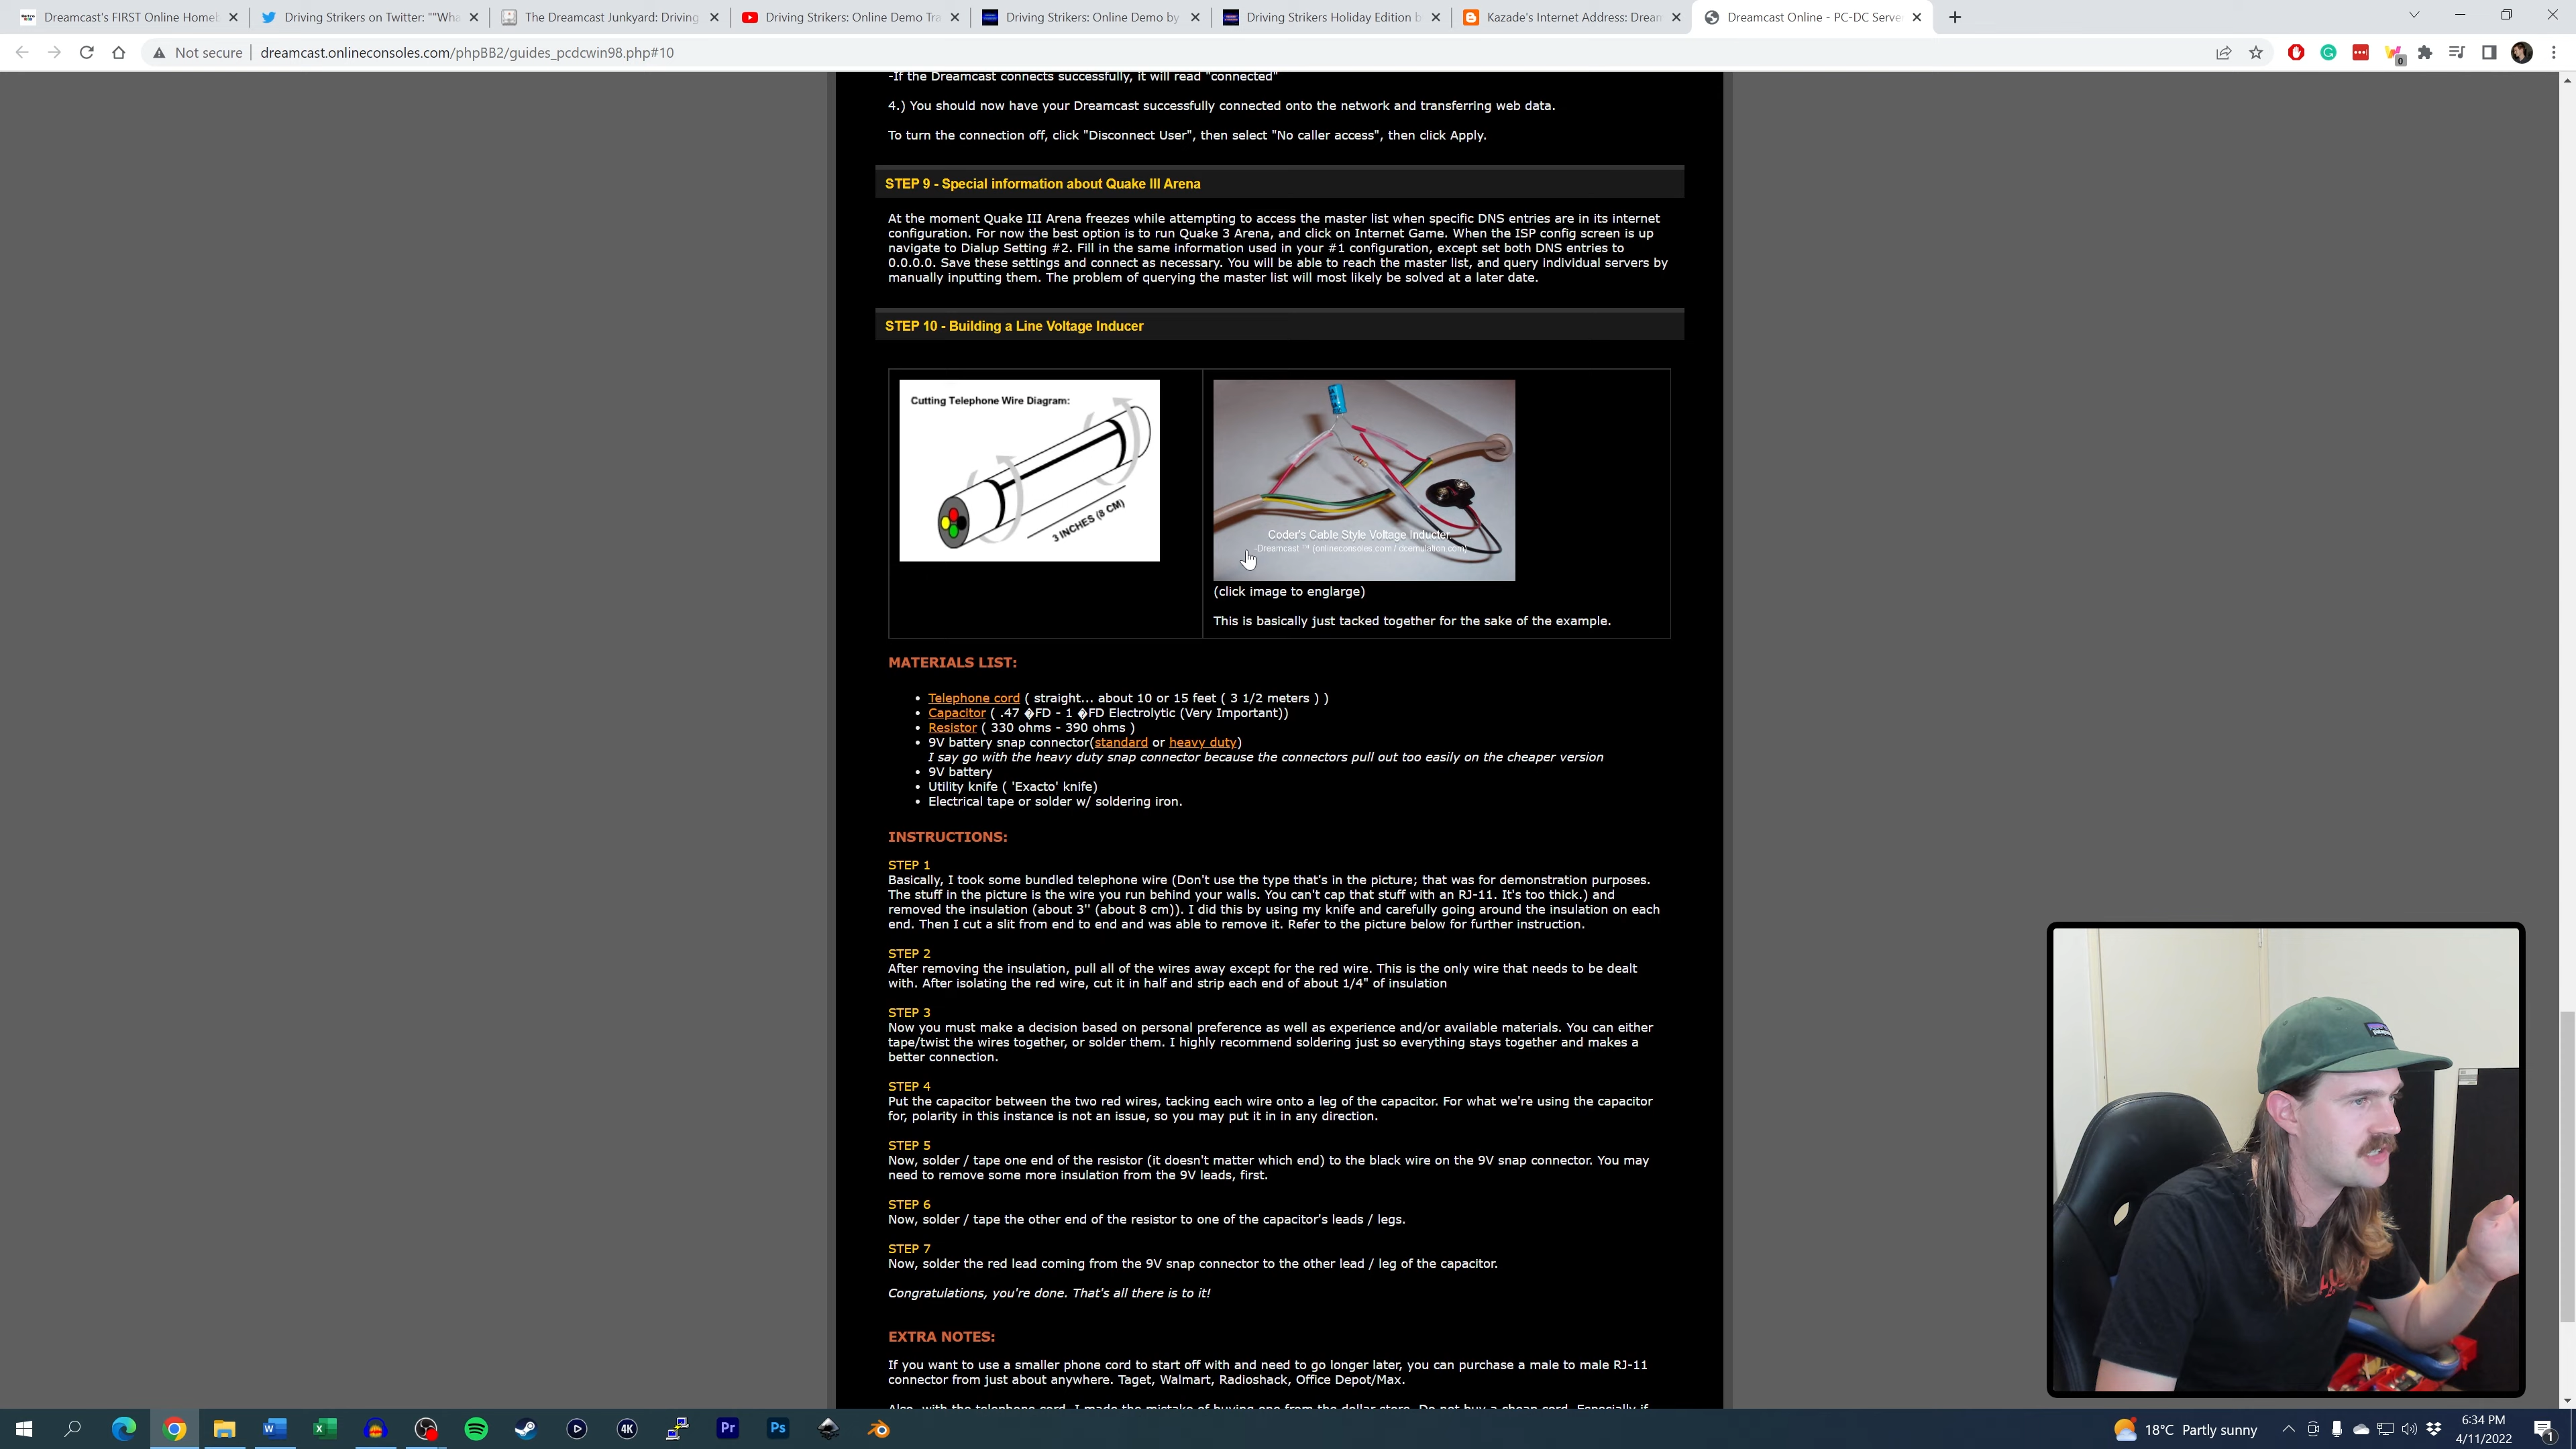 Dreamcast's FIRST Online Homeb
Driving Strikers on Twitter: ""Wha
The Dreamcast Junkyard: Driving
Driving Strikers: Online Demo Tra
Driving Strikers: Online Demo by
Driving Strikers Holiday Edition b
Kazade's Internet Address: Dream
Dreamcast Online - PC-DC Serve
Not secure
dreamcast.onlineconsoles.com/phpBB2/guides_pcdcwin98.php#10
0
-If the Dreamcast connects successfully, it will read "connected"
4.) You should now have your Dreamcast successfully connected onto the network and transferring web data.
To turn the connection off, click "Disconnect User", then select "No caller access", then click Apply.
STEP 9 - Special information about Quake III Arena
At the moment Quake III Arena freezes while attempting to access the master list when specific DNS entries are in its internet
configuration. For now the best option is to run Quake 3 Arena, and click on Internet Game. When the ISP config screen is up
navigate to Dialup Setting #2. Fill in the same information used in your #1 configuration, except set both DNS entries to
0.0.0.0. Save these settings and connect as necessary. You will be able to reach the master list, and query individual servers by
manually inputting them. The problem of querying the master list will most likely be solved at a later date.
STEP 10 - Building a Line Voltage Inducer
Cutting Telephone Wire Diagram:
3 INCHES (8 CM)
Coder's Cable Style Voltage Inducter
-Dreamcast ™ (onlineconsoles.com / dcemulation.com)
(click image to englarge)
This is basically just tacked together for the sake of the example.
MATERIALS LIST:
• Telephone cord ( straight... about 10 or 15 feet ( 3 1/2 meters ) )
• Capacitor ( .47 �FD - 1 �FD Electrolytic (Very Important))
• Resistor ( 330 ohms - 390 ohms )
• 9V battery snap connector(standard or heavy duty)
I say go with the heavy duty snap connector because the connectors pull out too easily on the cheaper version
• 9V battery
• Utility knife ( 'Exacto' knife)
• Electrical tape or solder w/ soldering iron.
INSTRUCTIONS:
STEP 1
Basically, I took some bundled telephone wire (Don't use the type that's in the picture; that was for demonstration purposes.
The stuff in the picture is the wire you run behind your walls. You can't cap that stuff with an RJ-11. It's too thick.) and
removed the insulation (about 3'' (about 8 cm)). I did this by using my knife and carefully going around the insulation on each
end. Then I cut a slit from end to end and was able to remove it. Refer to the picture below for further instruction.
STEP 2
After removing the insulation, pull all of the wires away except for the red wire. This is the only wire that needs to be dealt
with. After isolating the red wire, cut it in half and strip each end of about 1/4" of insulation
STEP 3
Now you must make a decision based on personal preference as well as experience and/or available materials. You can either
tape/twist the wires together, or solder them. I highly recommend soldering just so everything stays together and makes a
better connection.
STEP 4
Put the capacitor between the two red wires, tacking each wire onto a leg of the capacitor. For what we're using the capacitor
for, polarity in this instance is not an issue, so you may put it in in any direction.
STEP 5
Now, solder / tape one end of the resistor (it doesn't matter which end) to the black wire on the 9V snap connector. You may
need to remove some more insulation from the 9V leads, first.
STEP 6
Now, solder / tape the other end of the resistor to one of the capacitor's leads / legs.
STEP 7
Now, solder the red lead coming from the 9V snap connector to the other lead / leg of the capacitor.
Congratulations, you're done. That's all there is to it!
EXTRA NOTES:
If you want to use a smaller phone cord to start off with and need to go longer later, you can purchase a male to male RJ-11
connector from just about anywhere. Taget, Walmart, Radioshack, Office Depot/Max.
Also, with the telephone cord, I made the mistake of buying one from the dollar store. Do not buy a cheap cord. Especially if
4K
Pr
Ps
18°C Partly sunny
6:34 PM
4/11/2022
1